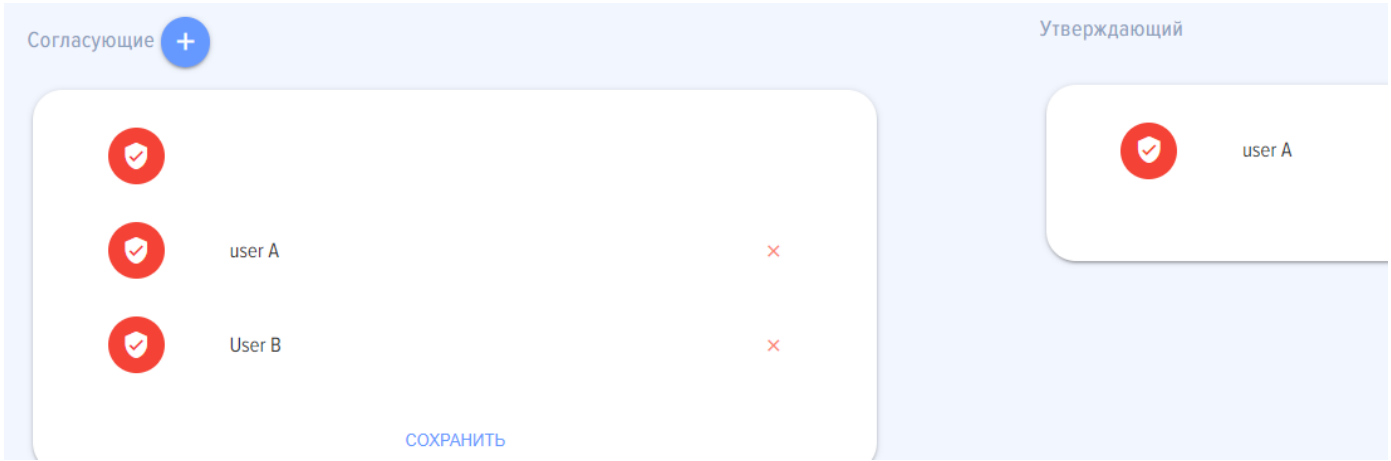 Согласующие
Утверждающий
user A
user A
User B
СОХРАНИТЬ